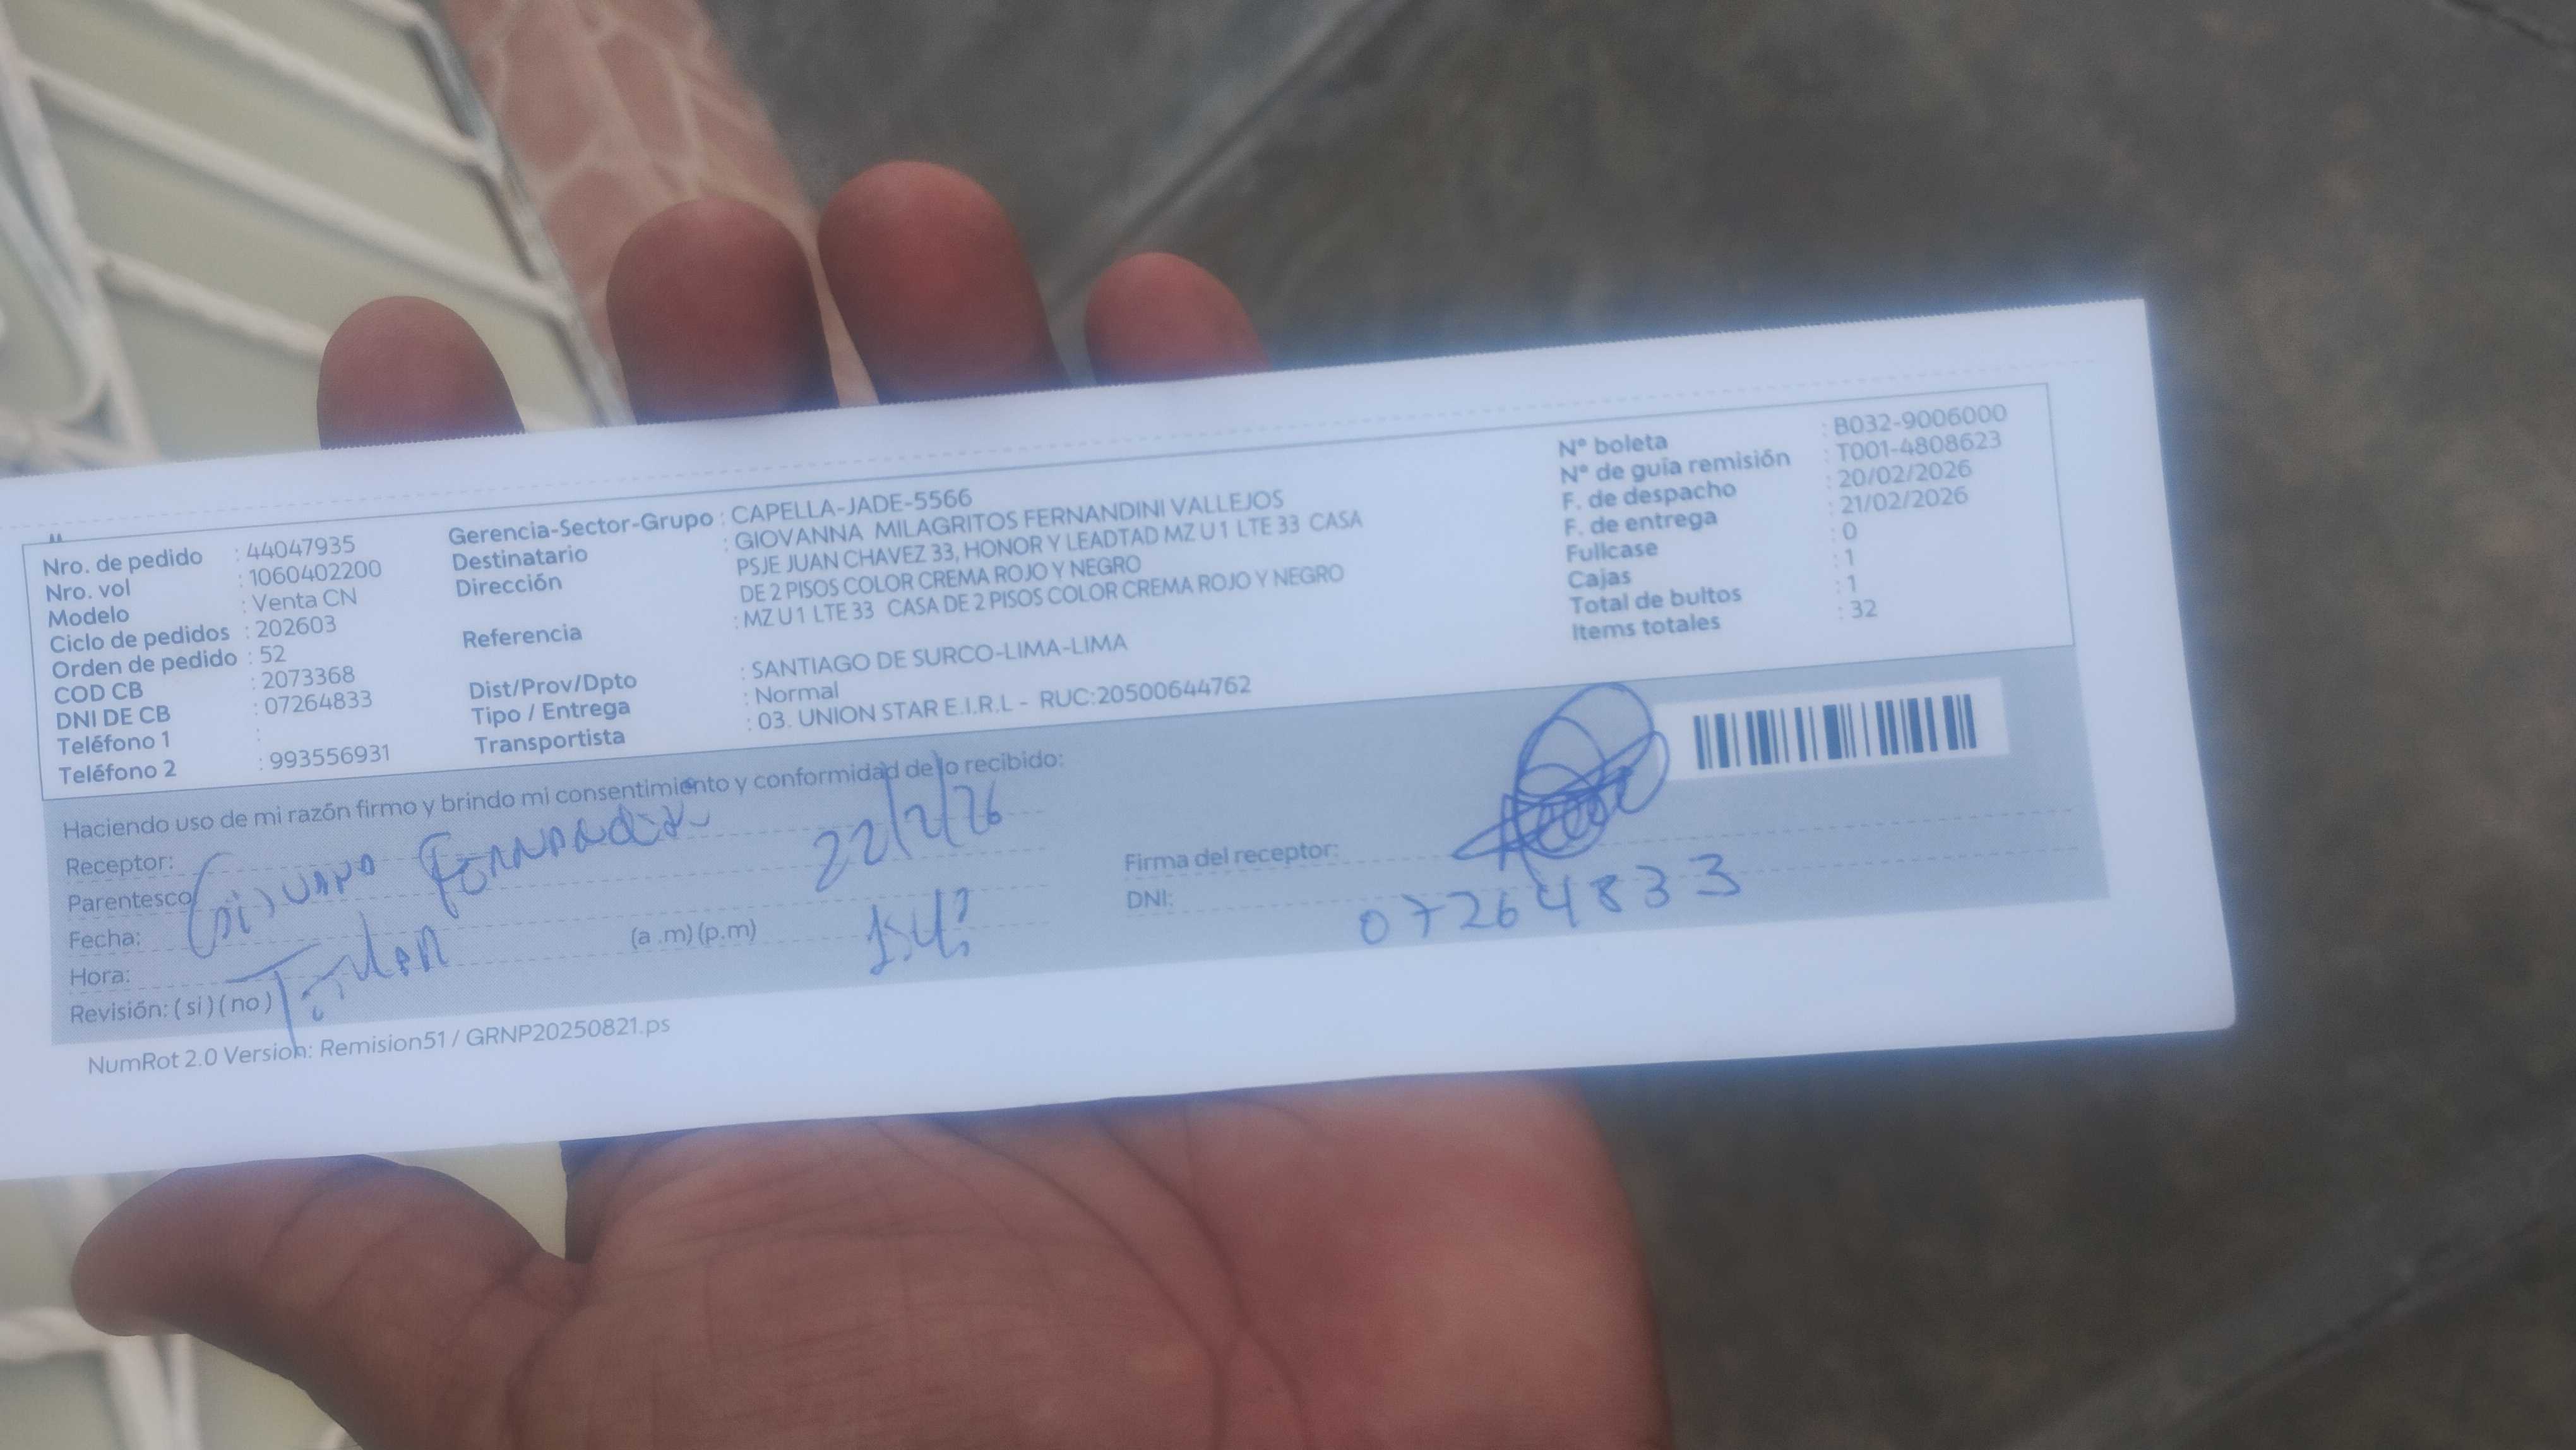 Nro. de pedido : 44047935
Nro. vol : 1060402200
Modelo : Venta CN
Ciclo de pedidos : 202603
Orden de pedido : 52
COD CB : 2073368
DNI DE CB : 07264833
Teléfono 1 :
Teléfono 2 : 993556931
Gerencia-Sector-Grupo : CAPELLA-JADE-5566
Destinatario : GIOVANNA MILAGRITOS FERNANDINI VALLEJOS
Dirección PSJE JUAN CHAVEZ 33, HONOR Y LEADTAD MZ U1 LTE 33 CASA
DE 2 PISOS COLOR CREMA ROJO Y NEGRO
Referencia : MZ U1 LTE 33 CASA DE 2 PISOS COLOR CREMA ROJO Y NEGRO
Dist/Prov/Dpto : SANTIAGO DE SURCO-LIMA-LIMA
Tipo / Entrega : Normal
Transportista : 03. UNION STAR E.I.R.L - RUC:20500644762
Nº boleta : B032-9006000
Nº de guía remisión : T001-4808623
F. de despacho : 20/02/2026
F. de entrega : 21/02/2026
Fullcase : 0
Cajas : 1
Total de bultos : 1
Items totales : 32
Haciendo uso de mi razón firmo y brindo mi consentimiento y conformidad de lo recibido:
Receptor:
Parentesco
Fecha: 22/2/26
Hora: (a .m) (p.m)
Revisión: ( si ) ( no )
Firma del receptor:
DNI: 07264833
NumRot 2.0 Version: Remision51 / GRNP20250821.ps